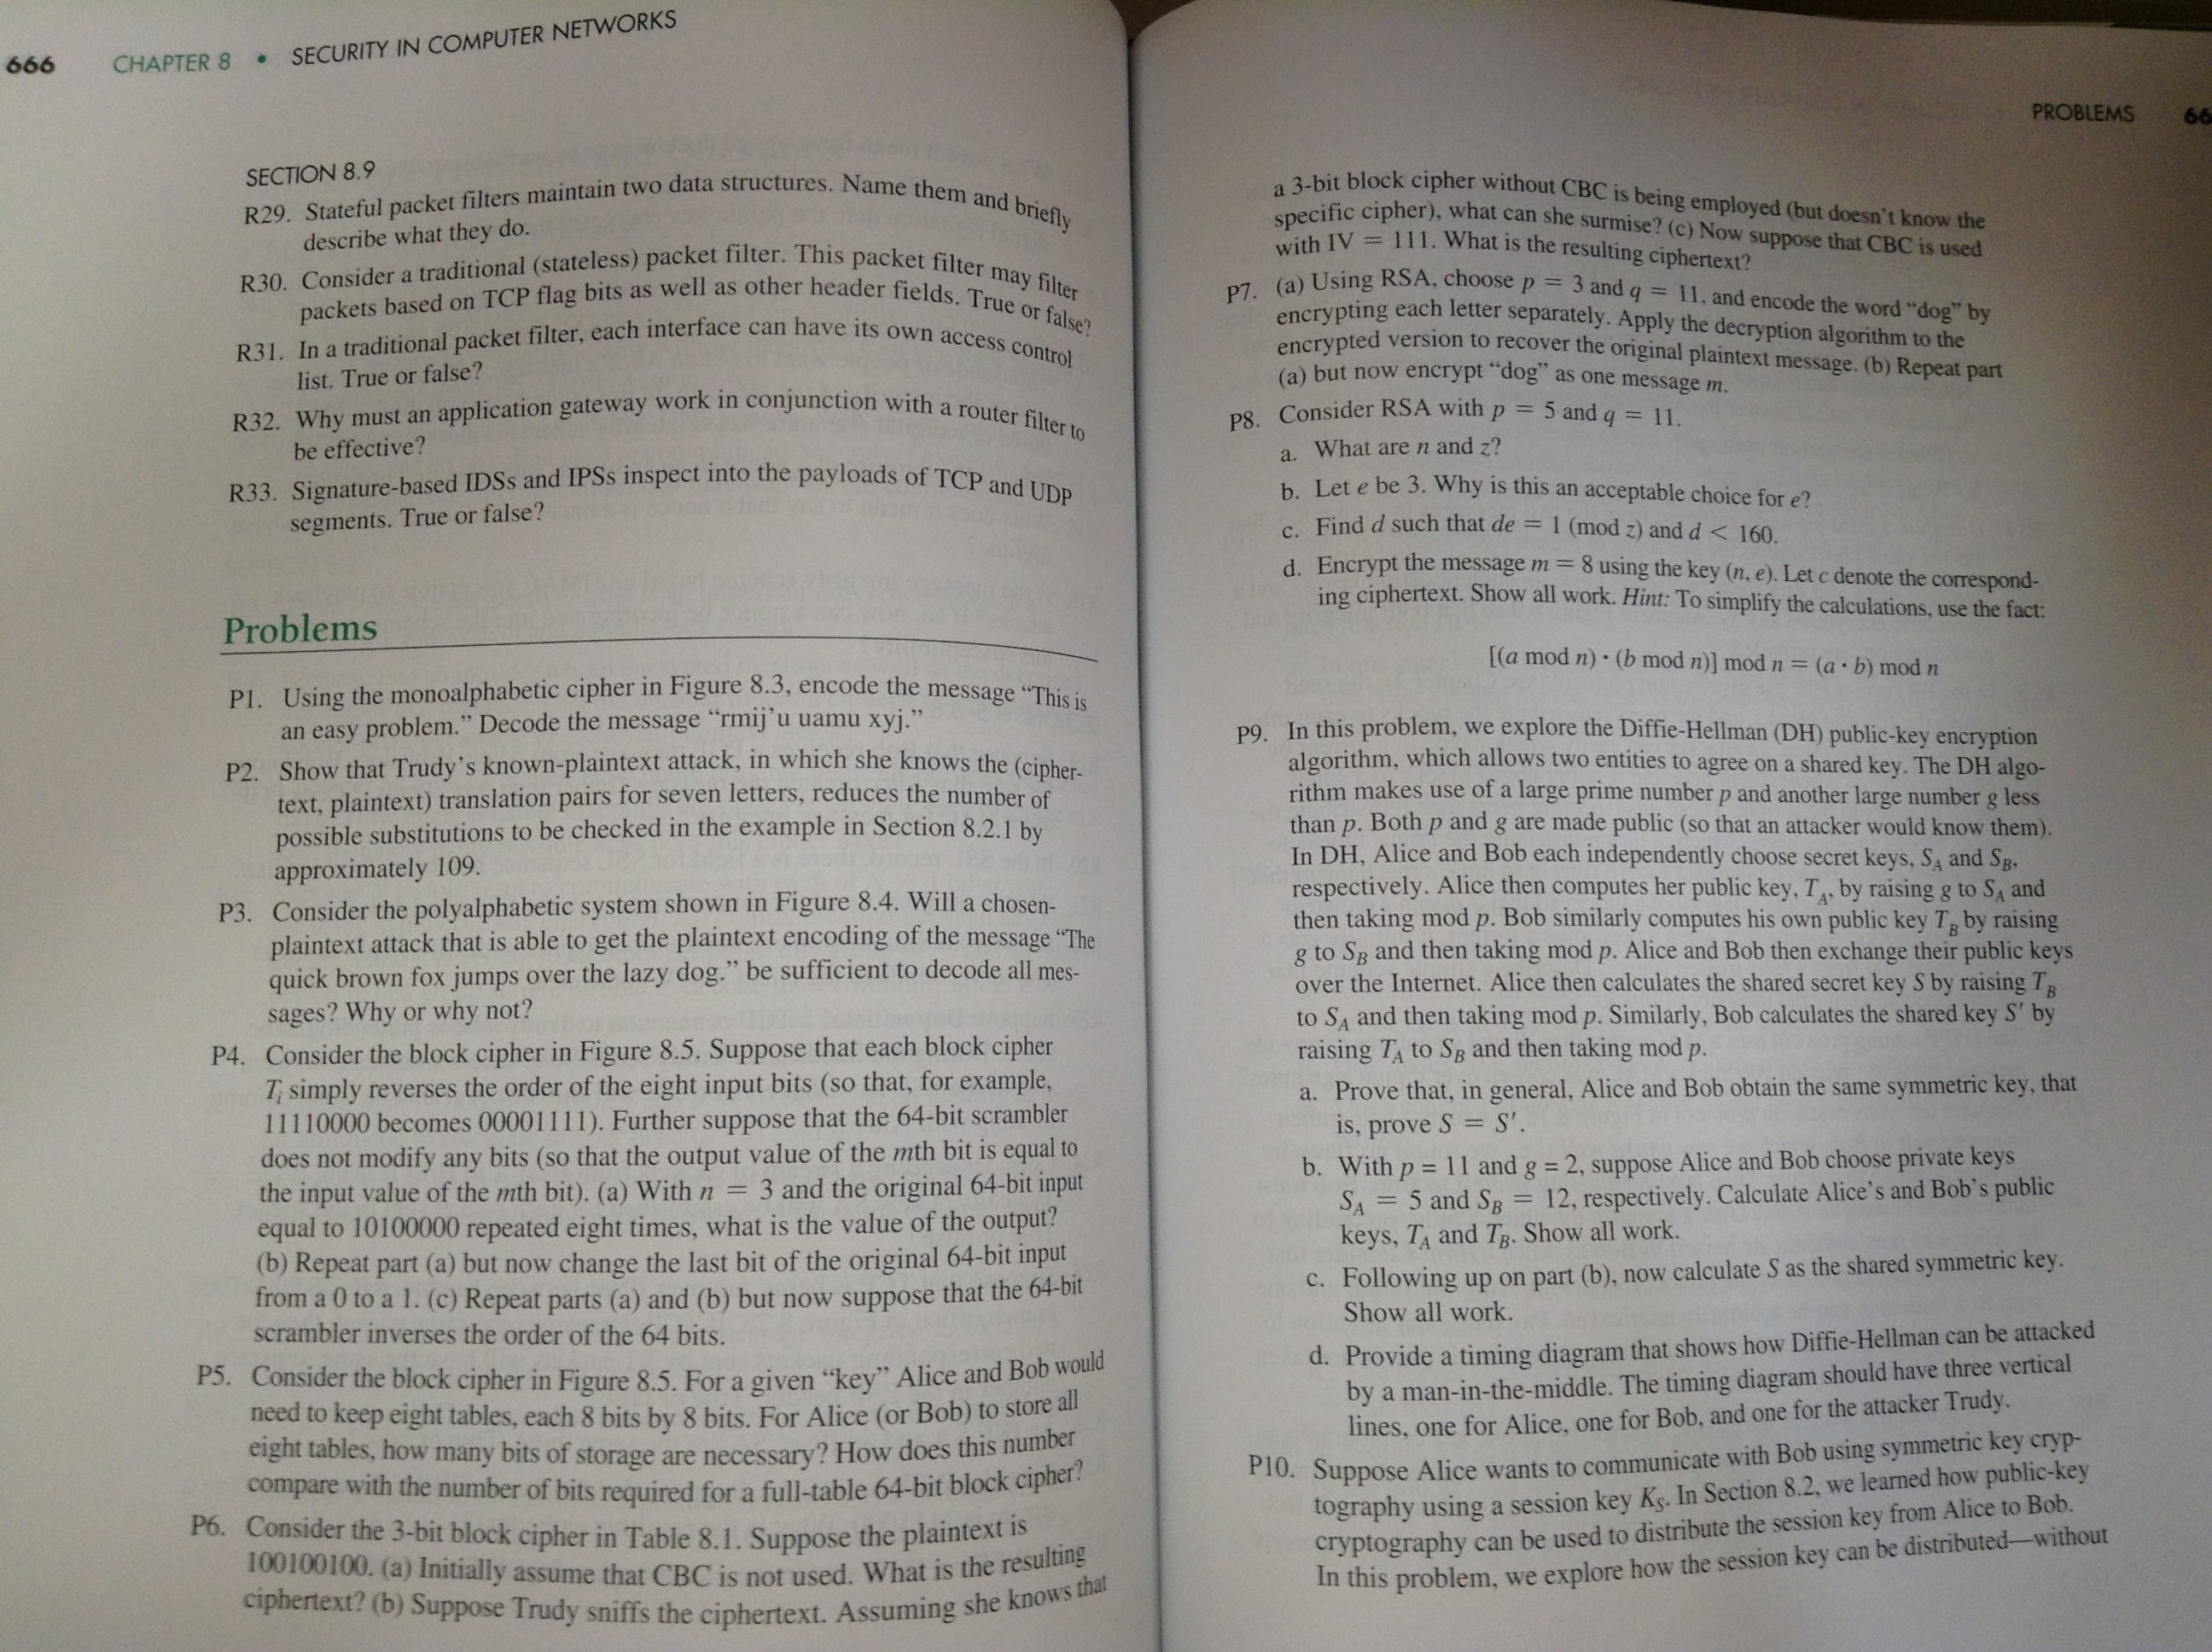 666 CHAPTER 8 • SECURITY IN COMPUTER NETWORKS
SECTION 8.9
R29. Stateful packet filters maintain two data structures. Name them and briefly
describe what they do.
R30. Consider a traditional (stateless) packet filter. This packet filter may filter
packets based on TCP flag bits as well as other header fields. True or false?
R31. In a traditional packet filter, each interface can have its own access control
list. True or false?
R32. Why must an application gateway work in conjunction with a router filter to
be effective?
R33. Signature-based IDSs and IPSs inspect into the payloads of TCP and UDP
segments. True or false?
Problems
P1. Using the monoalphabetic cipher in Figure 8.3, encode the message “This is
an easy problem.” Decode the message “rmij’u uamu xyj.”
P2. Show that Trudy’s known-plaintext attack, in which she knows the (cipher-
text, plaintext) translation pairs for seven letters, reduces the number of
possible substitutions to be checked in the example in Section 8.2.1 by
approximately 109.
P3. Consider the polyalphabetic system shown in Figure 8.4. Will a chosen-
plaintext attack that is able to get the plaintext encoding of the message “The
quick brown fox jumps over the lazy dog.” be sufficient to decode all mes-
sages? Why or why not?
P4. Consider the block cipher in Figure 8.5. Suppose that each block cipher
Tᵢ simply reverses the order of the eight input bits (so that, for example,
11110000 becomes 00001111). Further suppose that the 64-bit scrambler
does not modify any bits (so that the output value of the mth bit is equal to
the input value of the mth bit). (a) With n = 3 and the original 64-bit input
equal to 10100000 repeated eight times, what is the value of the output?
(b) Repeat part (a) but now change the last bit of the original 64-bit input
from a 0 to a 1. (c) Repeat parts (a) and (b) but now suppose that the 64-bit
scrambler inverses the order of the 64 bits.
P5. Consider the block cipher in Figure 8.5. For a given “key” Alice and Bob would
need to keep eight tables, each 8 bits by 8 bits. For Alice (or Bob) to store all
eight tables, how many bits of storage are necessary? How does this number
compare with the number of bits required for a full-table 64-bit block cipher?
P6. Consider the 3-bit block cipher in Table 8.1. Suppose the plaintext is
100100100. (a) Initially assume that CBC is not used. What is the resulting
ciphertext? (b) Suppose Trudy sniffs the ciphertext. Assuming she knows that
PROBLEMS 66
a 3-bit block cipher without CBC is being employed (but doesn’t know the
specific cipher), what can she surmise? (c) Now suppose that CBC is used
with IV = 111. What is the resulting ciphertext?
P7. (a) Using RSA, choose p = 3 and q = 11, and encode the word “dog” by
encrypting each letter separately. Apply the decryption algorithm to the
encrypted version to recover the original plaintext message. (b) Repeat part
(a) but now encrypt “dog” as one message m.
P8. Consider RSA with p = 5 and q = 11.
a. What are n and z?
b. Let e be 3. Why is this an acceptable choice for e?
c. Find d such that de = 1 (mod z) and d < 160.
d. Encrypt the message m = 8 using the key (n, e). Let c denote the correspond-
ing ciphertext. Show all work. Hint: To simplify the calculations, use the fact:
[(a mod n) · (b mod n)] mod n = (a · b) mod n
P9. In this problem, we explore the Diffie-Hellman (DH) public-key encryption
algorithm, which allows two entities to agree on a shared key. The DH algo-
rithm makes use of a large prime number p and another large number g less
than p. Both p and g are made public (so that an attacker would know them).
In DH, Alice and Bob each independently choose secret keys, S_A and S_B,
respectively. Alice then computes her public key, T_A, by raising g to S_A and
then taking mod p. Bob similarly computes his own public key T_B by raising
g to S_B and then taking mod p. Alice and Bob then exchange their public keys
over the Internet. Alice then calculates the shared secret key S by raising T_B
to S_A and then taking mod p. Similarly, Bob calculates the shared key S′ by
raising T_A to S_B and then taking mod p.
a. Prove that, in general, Alice and Bob obtain the same symmetric key, that
is, prove S = S′.
b. With p = 11 and g = 2, suppose Alice and Bob choose private keys
S_A = 5 and S_B = 12, respectively. Calculate Alice’s and Bob’s public
keys, T_A and T_B. Show all work.
c. Following up on part (b), now calculate S as the shared symmetric key.
Show all work.
d. Provide a timing diagram that shows how Diffie-Hellman can be attacked
by a man-in-the-middle. The timing diagram should have three vertical
lines, one for Alice, one for Bob, and one for the attacker Trudy.
P10. Suppose Alice wants to communicate with Bob using symmetric key cryp-
tography using a session key K_S. In Section 8.2, we learned how public-key
cryptography can be used to distribute the session key from Alice to Bob.
In this problem, we explore how the session key can be distributed—without